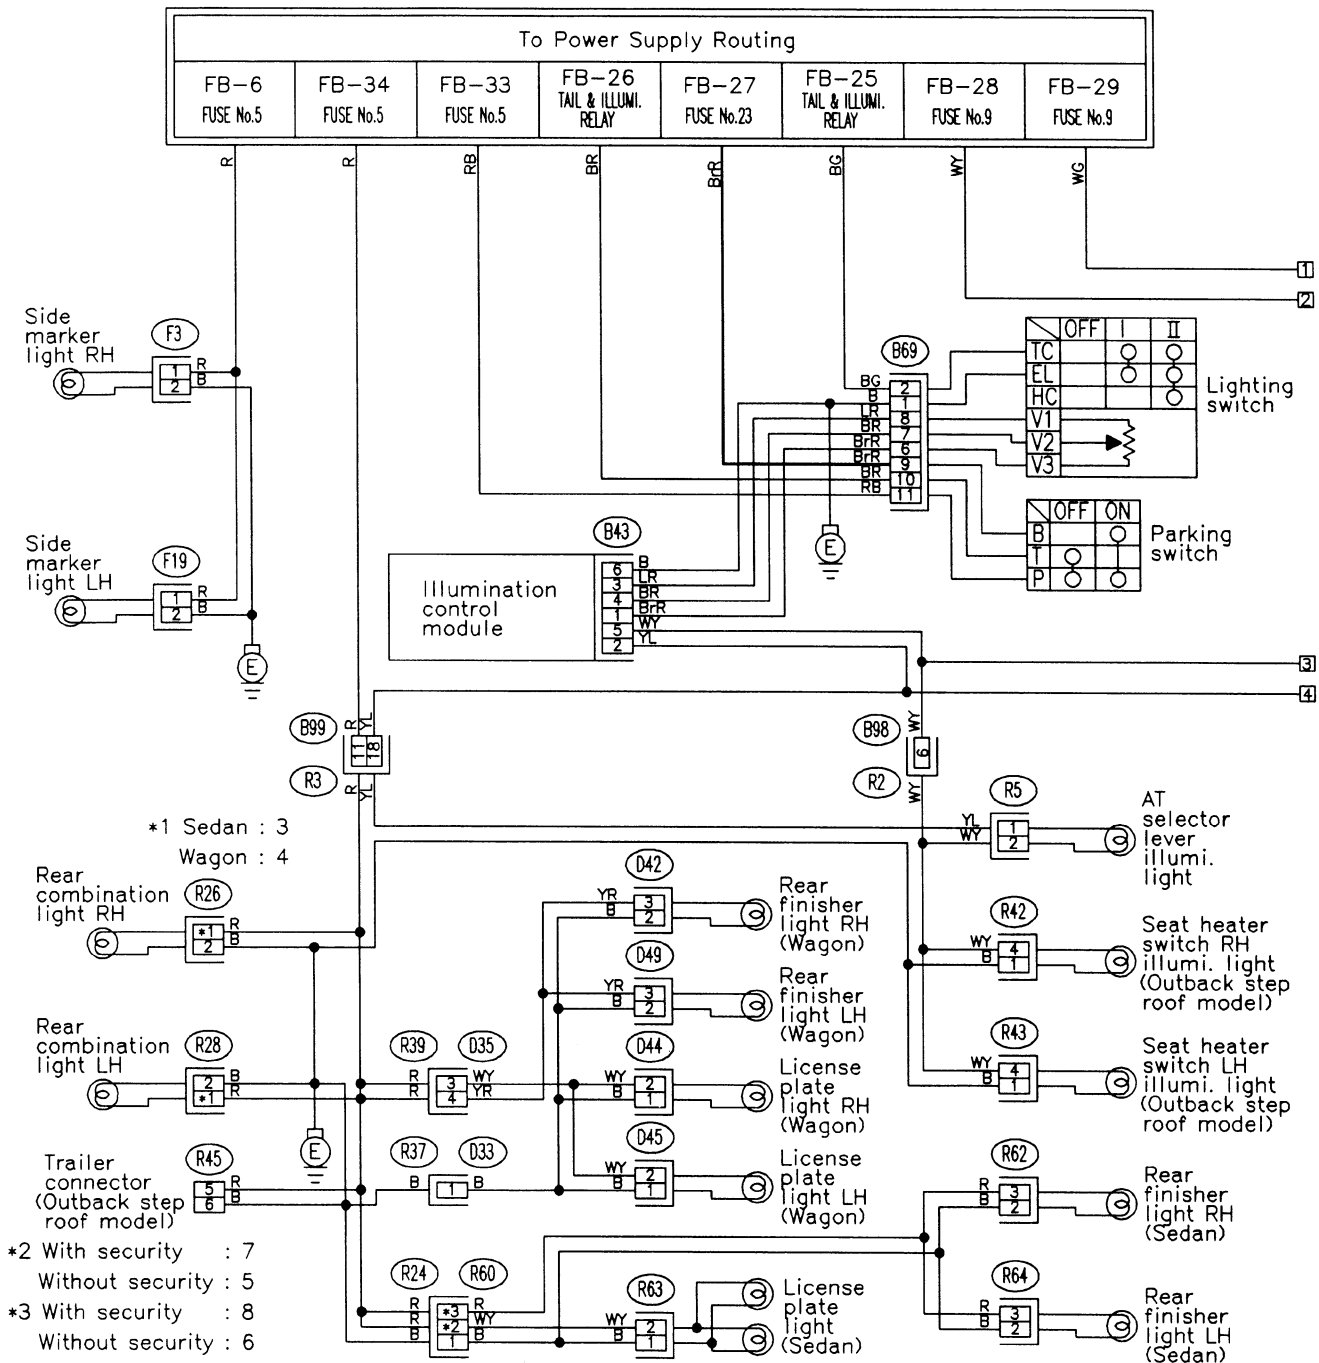 To Power Supply Routing
FB-6 FB-34 FB-33 FB-26 FB-27 FB-25 FB-28 FB-29
FUSE No.5 FUSE No.5 FUSE No.5 TAIL & ILLUMI. RELAY FUSE No.23 TAIL & ILLUMI. RELAY FUSE No.9 FUSE No.9
R R RB BR BrR BG WY WG
1
2
Side
marker
light RH
F3
1 R
2 B
B69
BG 2
B 1
LR 8
BR 7
BrR 6
BrR 9
BR 10
RB 11
OFF I II
TC
EL
HC
V1
V2
V3
Lighting
switch
OFF ON
B
T
P
Parking
switch
E
Side
marker
light LH
F19
1 R
2 B
E
Illumination
control
module
B43
6 B
3 LR
4 BR
1 BrR
5 WY
2 YL
3
4
B99
R YL
11 18
R3
R YL
B98
WY
6
R2
WY
*1 Sedan : 3
Wagon : 4
R5
YL 1
WY 2
AT
selector
lever
illumi.
light
Rear
combination
light RH
R26
*1 R
2 B
D42
YR 3
B 2
Rear
finisher
light RH
(Wagon)
R42
WY 4
B 1
Seat heater
switch RH
illumi. light
(Outback step
roof model)
D49
YR 3
B 2
Rear
finisher
light LH
(Wagon)
Rear
combination
light LH
R28
2 B
*1 R
R39 D35
R 3 WY
R 4 YR
D44
WY 2
B 1
License
plate
light RH
(Wagon)
R43
WY 4
B 1
Seat heater
switch LH
illumi. light
(Outback step
roof model)
E
Trailer
connector
(Outback step
roof model)
R45
5 R
6 B
R37 D33
B 1 B
D45
WY 2
B 1
License
plate
light LH
(Wagon)
R62
R 3
B 2
Rear
finisher
light RH
(Sedan)
*2 With security : 7
Without security : 5
*3 With security : 8
Without security : 6
R24 R60
R *3 R
R *2 WY
B 1 B
R63
WY 2
B 1
License
plate
light
(Sedan)
R64
R 3
B 2
Rear
finisher
light LH
(Sedan)